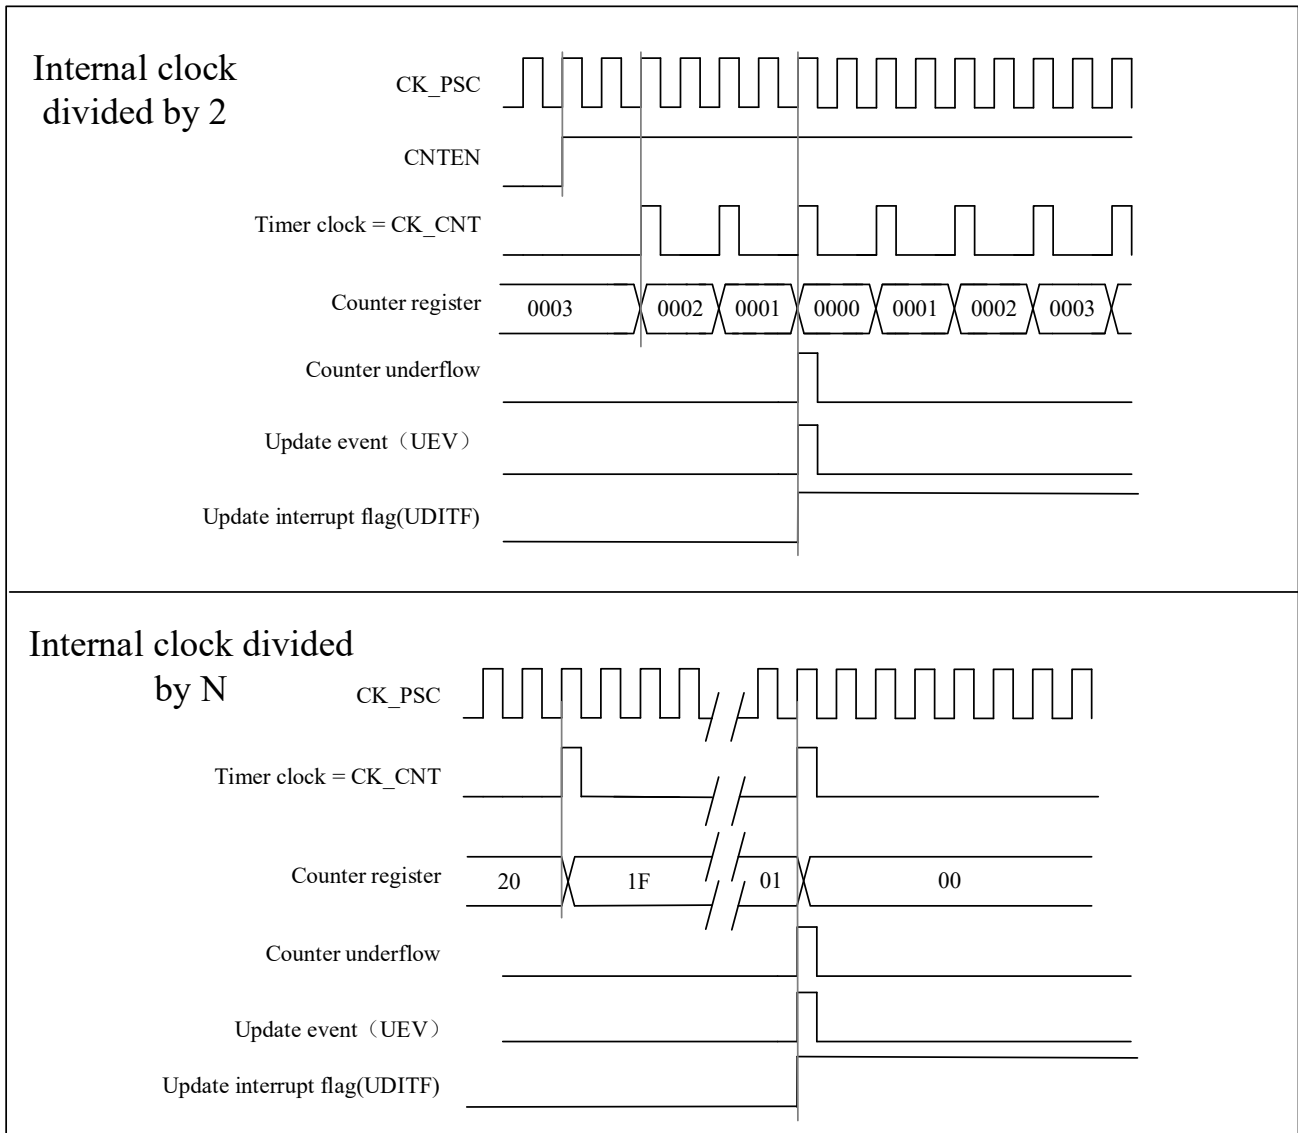 Internal clock
divided by 2
CK_PSC
CNTEN
Timer clock = CK_CNT
Counter register
0003 0002 0001 0000 0001 0002 0003
Counter underflow
Update event（UEV）
Update interrupt flag(UDITF)
Internal clock divided
by N
CK_PSC
Timer clock = CK_CNT
Counter register
20 1F 01 00
Counter underflow
Update event（UEV）
Update interrupt flag(UDITF)